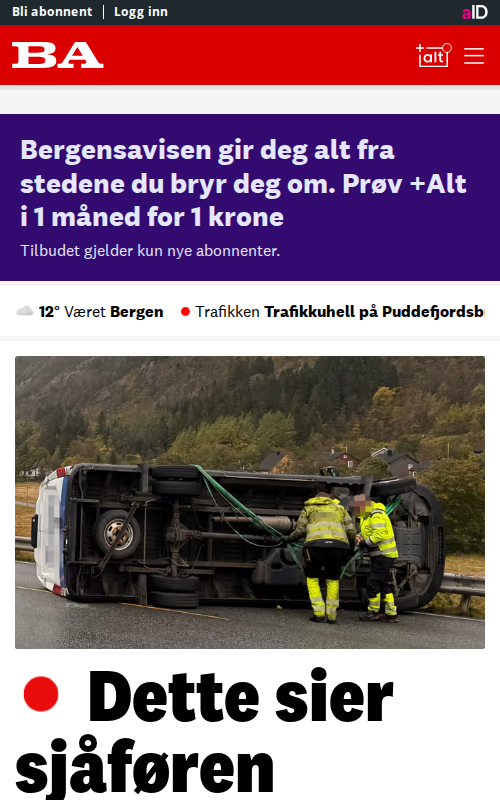 Bli abonnent | Logg inn
aID
BA
+alt
Bergensavisen gir deg alt fra
stedene du bryr deg om. Prøv +Alt
i 1 måned for 1 krone
Tilbudet gjelder kun nye abonnenter.
12° Været Bergen
Trafikken Trafikkuhell på Puddefjordsb
Dette sier
sjåføren